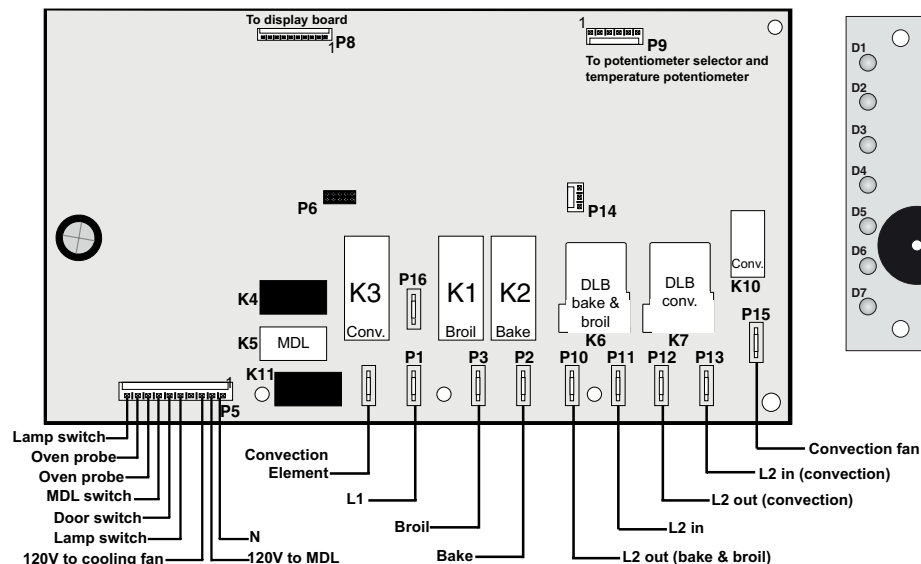 To display board
1
P8
1
P9
To potentiometer selector and
temperature potentiometer
D1
D2
D3
D4
D5
D6
D7
P6
P14
K4
K5
MDL
K11
K3
Conv.
P16
K1
Broil
K2
Bake
DLB
bake &
broil
K6
DLB
conv.
K7
Conv.
K10
P15
1
P5
P1
P3
P2
P10
P11
P12
P13
Lamp switch
Oven probe
Oven probe
MDL switch
Door switch
Lamp switch
120V to cooling fan
N
120V to MDL
Convection
Element
L1
Broil
Bake
Convection fan
L2 in (convection)
L2 out (convection)
L2 in
L2 out (bake & broil)